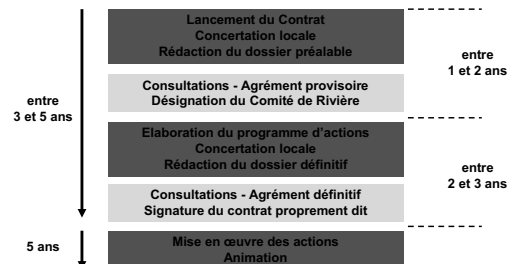 Lancement du Contrat
Concertation locale
Rédaction du dossier préalable
entre
1 et 2 ans
Consultations - Agrément provisoire
Désignation du Comité de Rivière
entre
3 et 5 ans
Elaboration du programme d'actions
Concertation locale
Rédaction du dossier définitif
entre
2 et 3 ans
Consultations - Agrément définitif
Signature du contrat proprement dit
5 ans
Mise en œuvre des actions
Animation